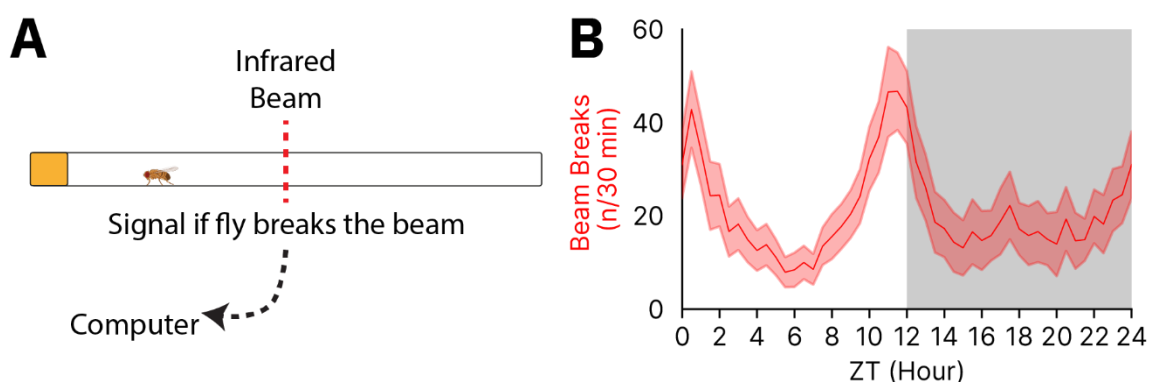 A
Infrared
Beam
Signal if fly breaks the beam
Computer
B
Beam Breaks
(n/30 min)
60
40
20
0
0 2 4 6 8 10 12 14 16 18 20 22 24
ZT (Hour)